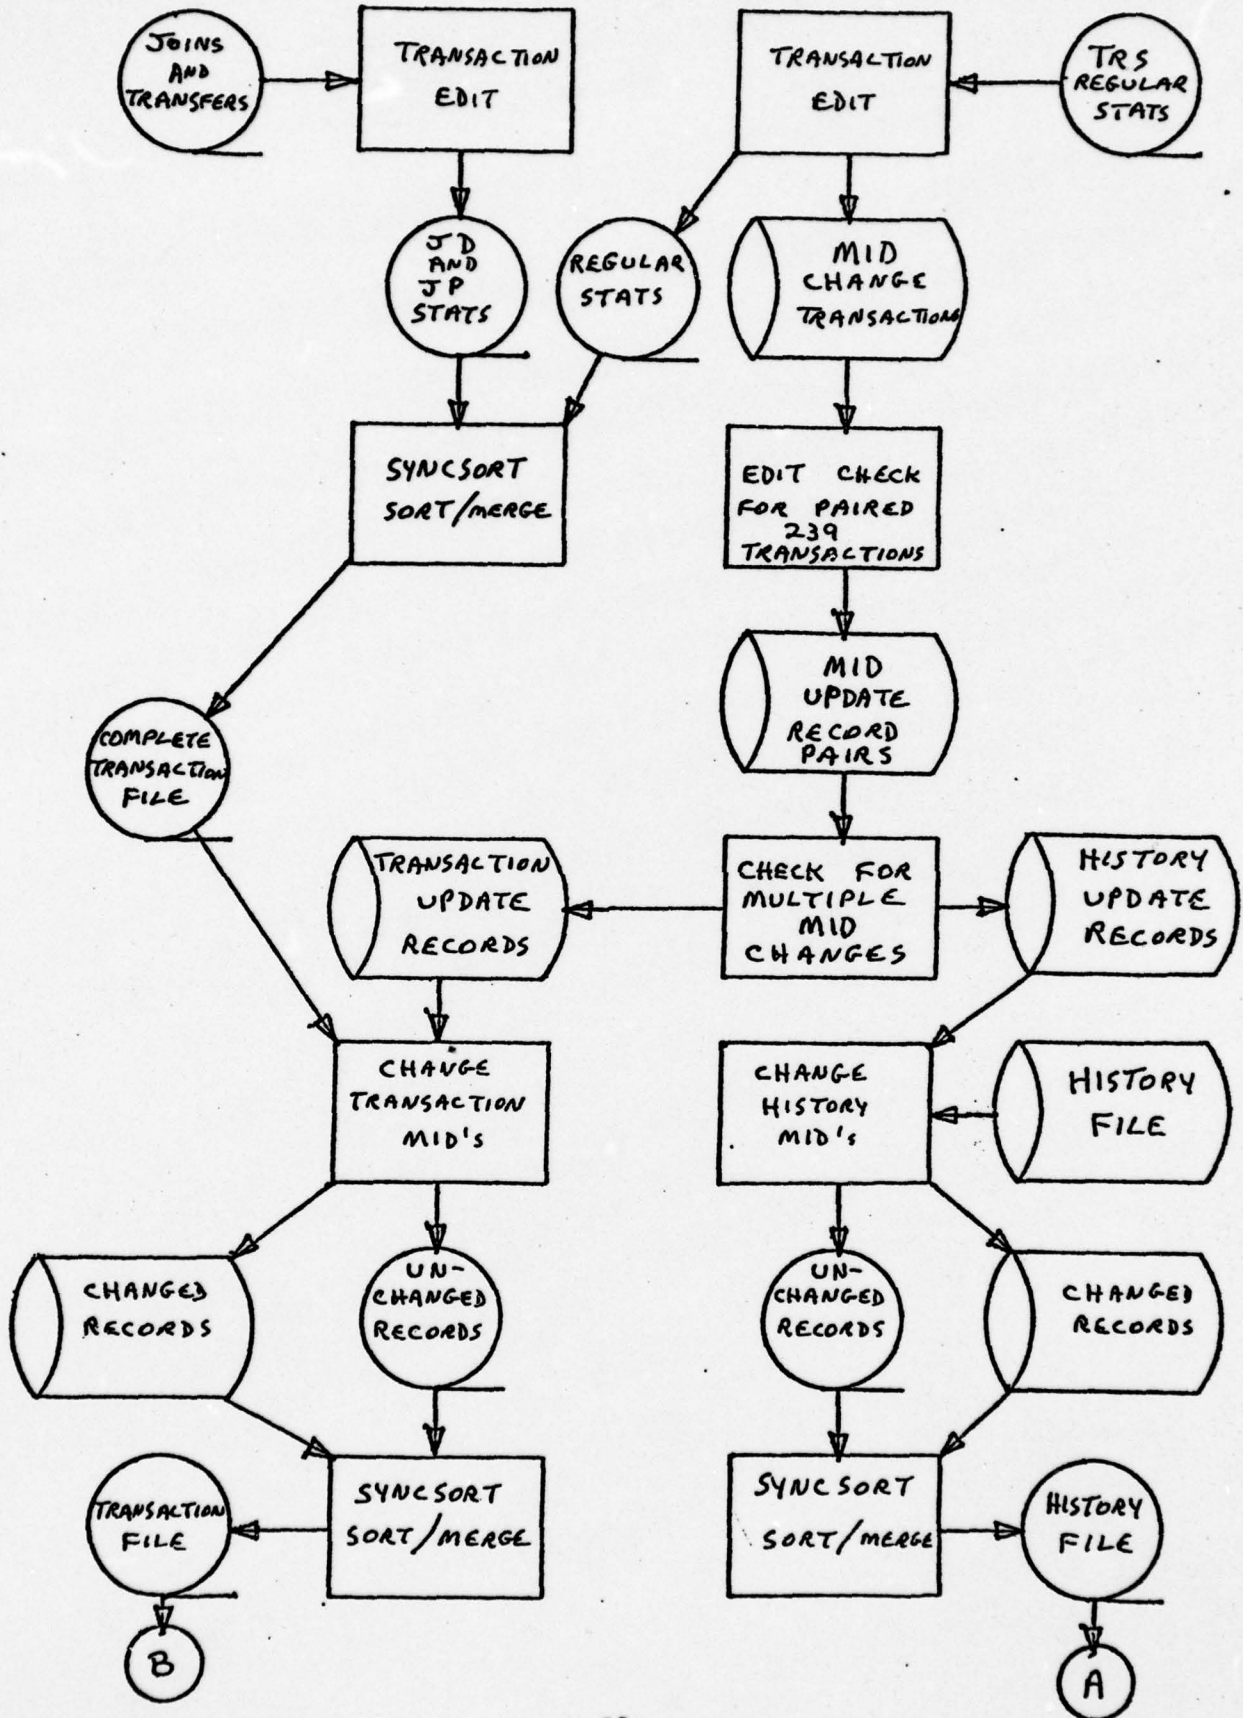 JOINS
AND
TRANSFERS
TRANSACTION
EDIT
TRANSACTION
EDIT
TRS
REGULAR
STATS
JD
AND
JP
STATS
REGULAR
STATS
MID
CHANGE
TRANSACTIONS
SYNCSORT
SORT/MERGE
EDIT CHECK
FOR PAIRED
239
TRANSACTIONS
MID
UPDATE
RECORD
PAIRS
COMPLETE
TRANSACTION
FILE
TRANSACTION
UPDATE
RECORDS
CHECK FOR
MULTIPLE
MID
CHANGES
HISTORY
UPDATE
RECORDS
CHANGE
TRANSACTION
MID'S
CHANGE
HISTORY
MID'S
HISTORY
FILE
CHANGED
RECORDS
UN-
CHANGED
RECORDS
UN-
CHANGED
RECORDS
CHANGED
RECORDS
TRANSACTION
FILE
SYNCSORT
SORT/MERGE
SYNCSORT
SORT/MERGE
HISTORY
FILE
B
A